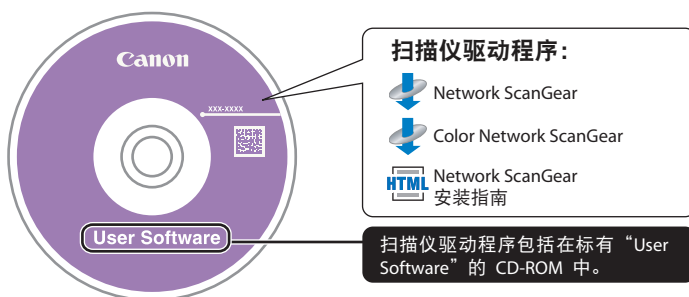 Canon
xxx-xxxx
User Software
扫描仪驱动程序：
Network ScanGear
Color Network ScanGear
HTML
Network ScanGear
安装指南
扫描仪驱动程序包括在标有“User
Software”的 CD-ROM 中。